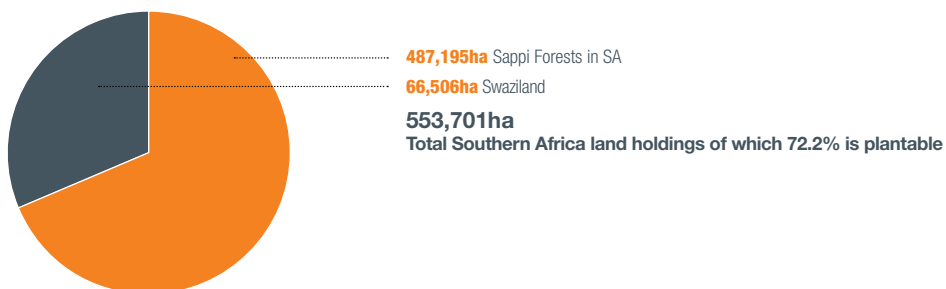 487,195ha Sappi Forests in SA
66,506ha Swaziland
553,701ha
Total Southern Africa land holdings of which 72.2% is plantable